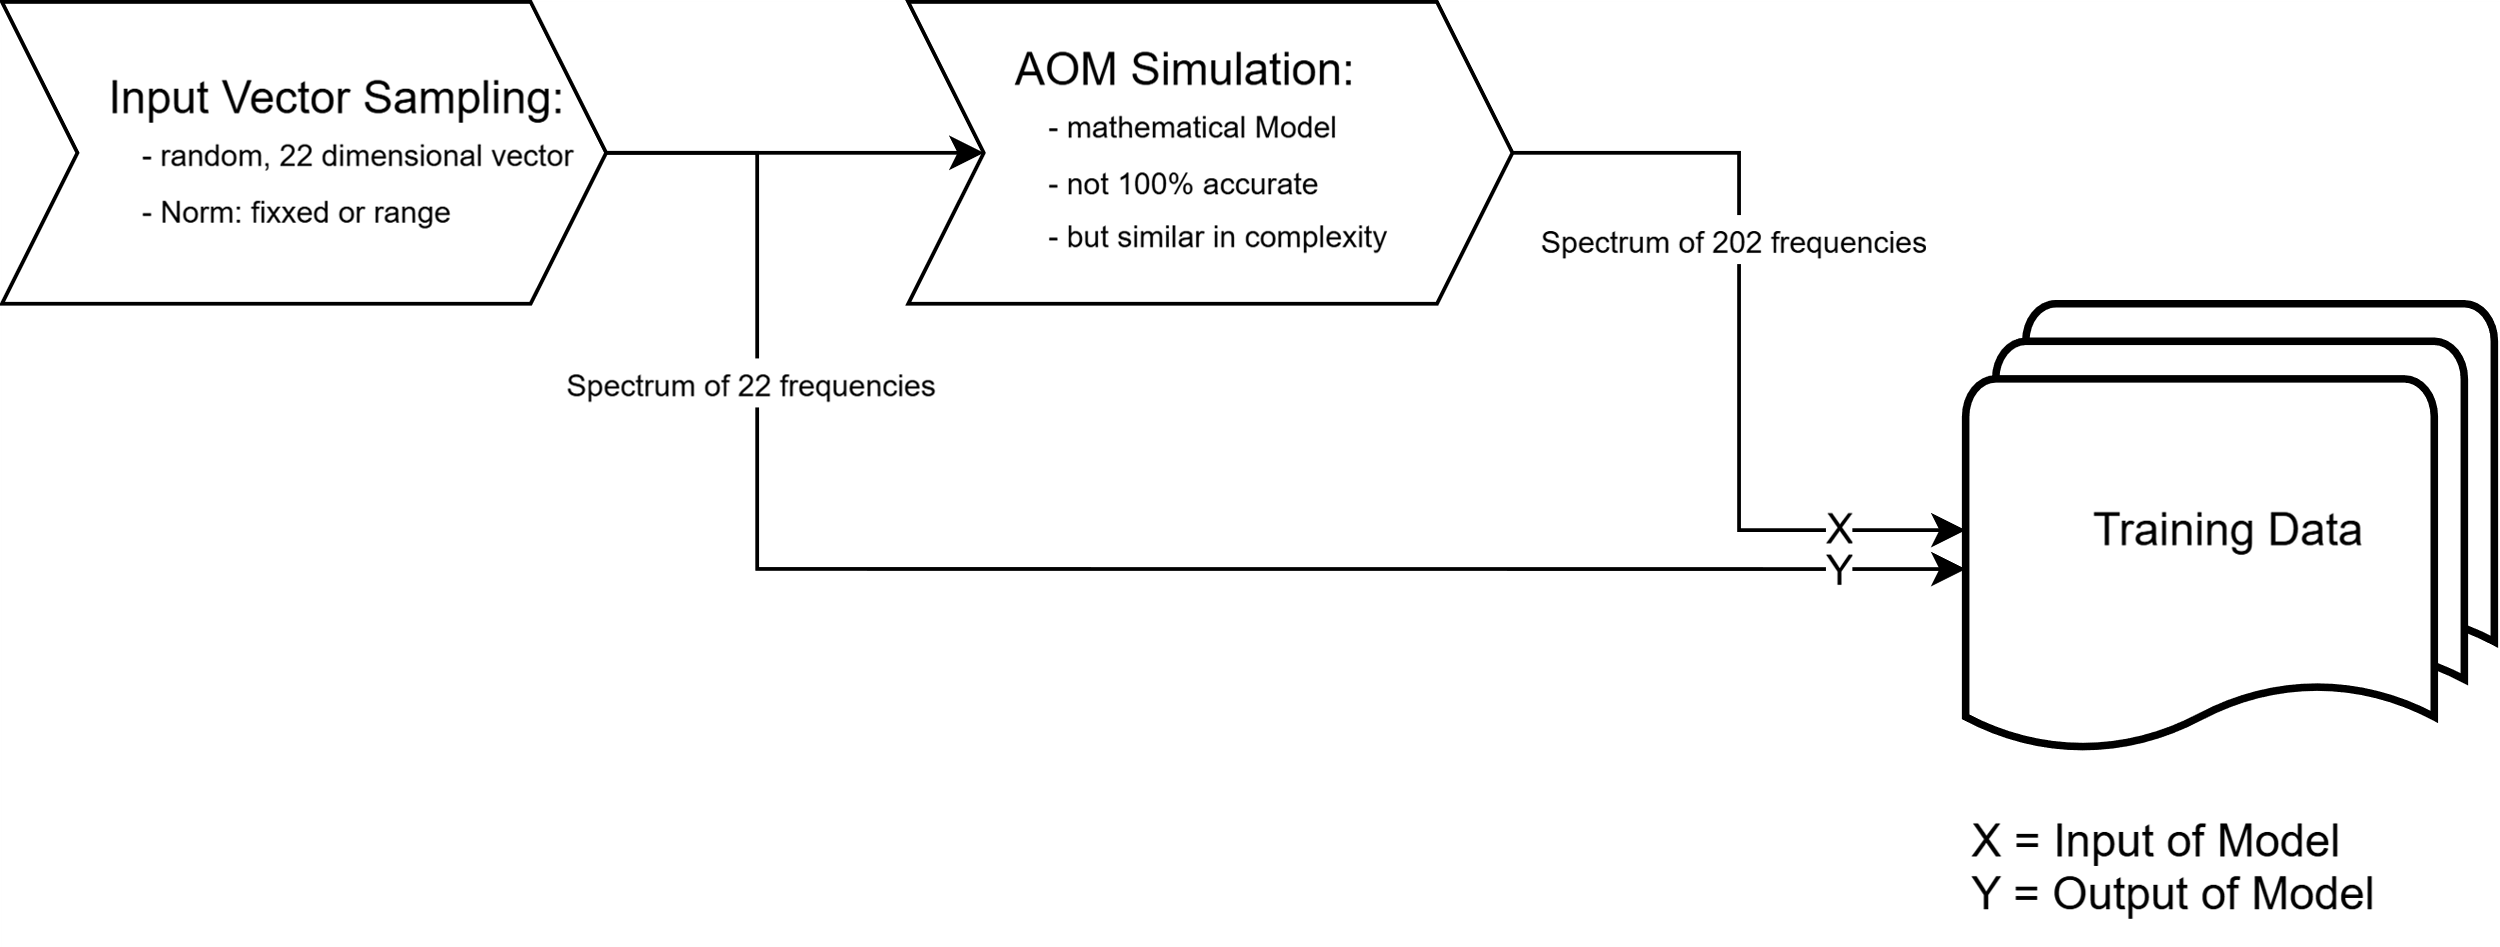 Input Vector Sampling:
- random, 22 dimensional vector
- Norm: fixxed or range
AOM Simulation:
- mathematical Model
- not 100% accurate
- but similar in complexity
Spectrum of 202 frequencies
Spectrum of 22 frequencies
X
Y
Training Data
X = Input of Model
Y = Output of Model